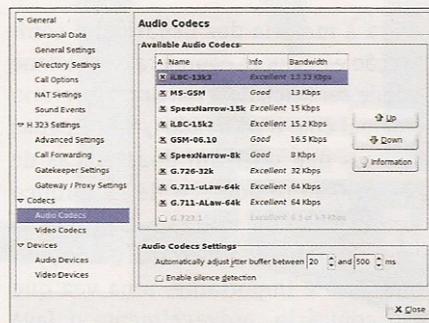 General
Personal Data
General Settings
Directory Settings
Call Options
NAT Settings
Sound Events
H.323 Settings
Advanced Settings
Call Forwarding
Gatekeeper Settings
Gateway / Proxy Settings
Codecs
Audio Codecs
Video Codecs
Devices
Audio Devices
Video Devices
Audio Codecs
Available Audio Codecs
A Name Info Bandwidth
iLBC-13k3 Excellent 13.33 Kbps
MS-GSM Good 13 Kbps
SpeexNarrow-15k Excellent 15 Kbps
iLBC-15k2 Excellent 15.2 Kbps
GSM-06.10 Good 16.5 Kbps
SpeexNarrow-8k Good 8 Kbps
G.726-32k Excellent 32 Kbps
G.711-uLaw-64k Excellent 64 Kbps
G.711-ALaw-64k Excellent 64 Kbps
G.723.1 Excellent Kbps
Up
Down
Information
Audio Codecs Settings
Automatically adjust jitter buffer between 20 and 500 ms
Enable silence detection
X Close